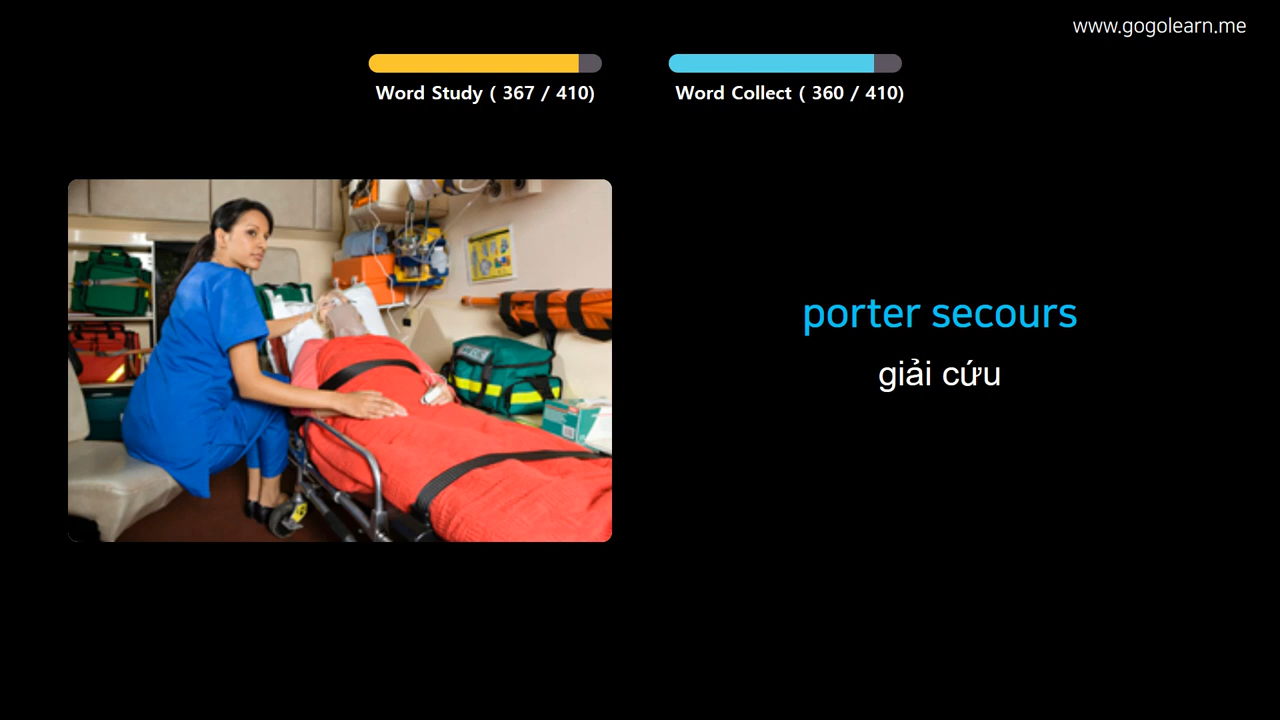 www.gogolearn.me
Word Study ( 367 / 410)
Word Collect ( 360 / 410)
porter secours
giải cứu